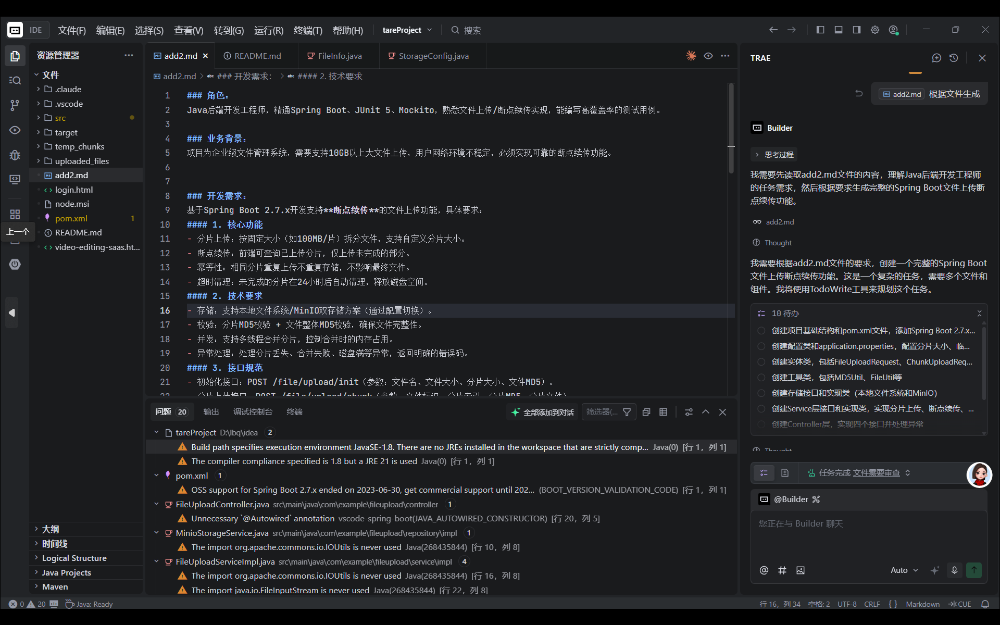 IDE 文件(F) 编辑(E) 选择(S) 查看(V) 转到(G) 运行(R) 终端(T) 帮助(H) tareProject 搜索
资源管理器
文件
.claude
.vscode
src
target
temp_chunks
uploaded_files
add2.md
login.html
node.msi
pom.xml 1
README.md
video-editing-saas.ht...
上一个
大纲
时间线
Logical Structure
Java Projects
Maven
add2.md README.md FileInfo.java StorageConfig.java
add2.md > ### 开发需求： > #### 2. 技术要求
1 ### 角色：
2 Java后端开发工程师，精通Spring Boot、JUnit 5、Mockito，熟悉文件上传/断点续传实现，能编写高覆盖率的测试用例。
3
4 ### 业务背景：
5 项目为企业级文件管理系统，需要支持10GB以上大文件上传，用户网络环境不稳定，必须实现可靠的断点续传功能。
6
7
8 ### 开发需求：
9 基于Spring Boot 2.7.x开发支持**断点续传**的文件上传功能，具体要求：
10 #### 1. 核心功能
11 - 分片上传：按固定大小（如100MB/片）拆分文件，支持自定义分片大小。
12 - 断点续传：前端可查询已上传分片，仅上传未完成的部分。
13 - 幂等性：相同分片重复上传不重复存储，不影响最终文件。
14 - 超时清理：未完成的分片在24小时后自动清理，释放磁盘空间。
15 #### 2. 技术要求
16 - 存储：支持本地文件系统/MinIO双存储方案（通过配置切换）。
17 - 校验：分片MD5校验 + 文件整体MD5校验，确保文件完整性。
18 - 并发：支持多线程合并分片，控制合并时的内存占用。
19 - 异常处理：处理分片丢失、合并失败、磁盘满等异常，返回明确的错误码。
20 #### 3. 接口规范
21 - 初始化接口：POST /file/upload/init（参数：文件名、文件大小、分片大小、文件MD5）。
22 - 分片上传接口：POST /file/upload/chunk（参数：文件标识、分片索引、分片MD5、分片文件）
问题 20 输出 调试控制台 终端 全部添加到对话 筛选器(...
tareProject D:\lbq\idea 2
Build path specifies execution environment JavaSE-1.8. There are no JREs installed in the workspace that are strictly comp... Java(0) [行 1，列 1]
The compiler compliance specified is 1.8 but a JRE 21 is used Java(0) [行 1，列 1]
pom.xml 1
OSS support for Spring Boot 2.7.x ended on 2023-06-30, get commercial support until 202... (BOOT_VERSION_VALIDATION_CODE) [行 1，列 1]
FileUploadController.java src\main\java\com\example\fileupload\controller 1
Unnecessary `@Autowired` annotation vscode-spring-boot(JAVA_AUTOWIRED_CONSTRUCTOR) [行 20，列 5]
MinioStorageService.java src\main\java\com\example\fileupload\repository\impl 1
The import org.apache.commons.io.IOUtils is never used Java(268435844) [行 10，列 8]
FileUploadServiceImpl.java src\main\java\com\example\fileupload\service\impl 4
The import org.apache.commons.io.IOUtils is never used Java(268435844) [行 16，列 8]
The import java.io.FileInputStream is never used Java(268435844) [行 22，列 8]
TRAE
add2.md 根据文件生成
Builder
思考过程
我需要先读取add2.md文件的内容，理解Java后端开发工程师
的任务需求，然后根据要求生成完整的Spring Boot文件上传断
点续传功能。
add2.md
Thought
我需要根据add2.md文件的要求，创建一个完整的Spring Boot
文件上传断点续传功能。这是一个复杂的任务，需要多个文件和
组件。我将使用TodoWrite工具来规划这个任务。
10 待办
创建项目基础结构和pom.xml文件，添加Spring Boot 2.7.x...
创建配置类和application.properties，配置分片大小、临...
创建实体类，包括FileUploadRequest、ChunkUploadReq...
创建工具类，包括MD5Util、FileUtil等
创建存储接口和实现类（本地文件系统和MinIO）
创建Service层接口和实现类，实现分片上传、断点续传、...
创建Controller层，实现四个接口并处理异常
Thought
任务完成 文件需要审查
@Builder
您正在与 Builder 聊天
Auto
0 20 Java: Ready 行 16，列 34 空格: 2 UTF-8 CRLF { } Markdown CUE